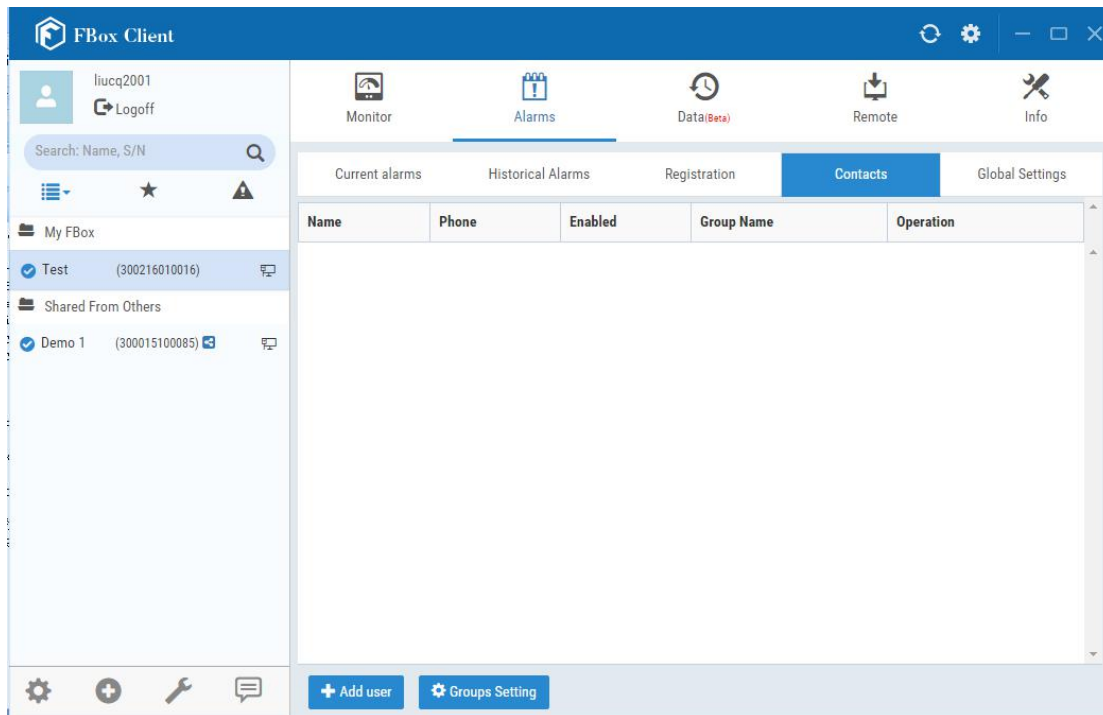 FBox Client
liucq2001
Logoff
Search: Name, S/N
My FBox
Test (300216010016)
Shared From Others
Demo 1 (300015100085)
Monitor Alarms Data(Beta) Remote Info
Current alarms Historical Alarms Registration Contacts Global Settings
Name Phone Enabled Group Name Operation
Add user Groups Setting